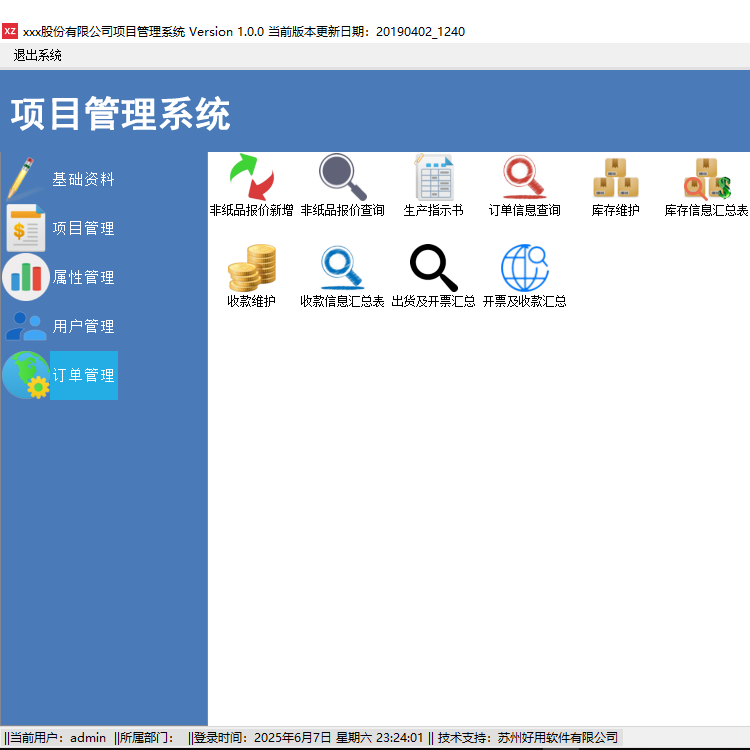 XZ xxx股份有限公司项目管理系统 Version 1.0.0 当前版本更新日期：20190402_1240
退出系统
项目管理系统
基础资料
项目管理
属性管理
用户管理
订单管理
非纸品报价新增 非纸品报价查询 生产指示书 订单信息查询 库存维护 库存信息汇总表
收款维护 收款信息汇总表 出货及开票汇总 开票及收款汇总
||当前用户：admin ||所属部门： ||登录时间：2025年6月7日 星期六 23:24:01 || 技术支持：苏州好用软件有限公司